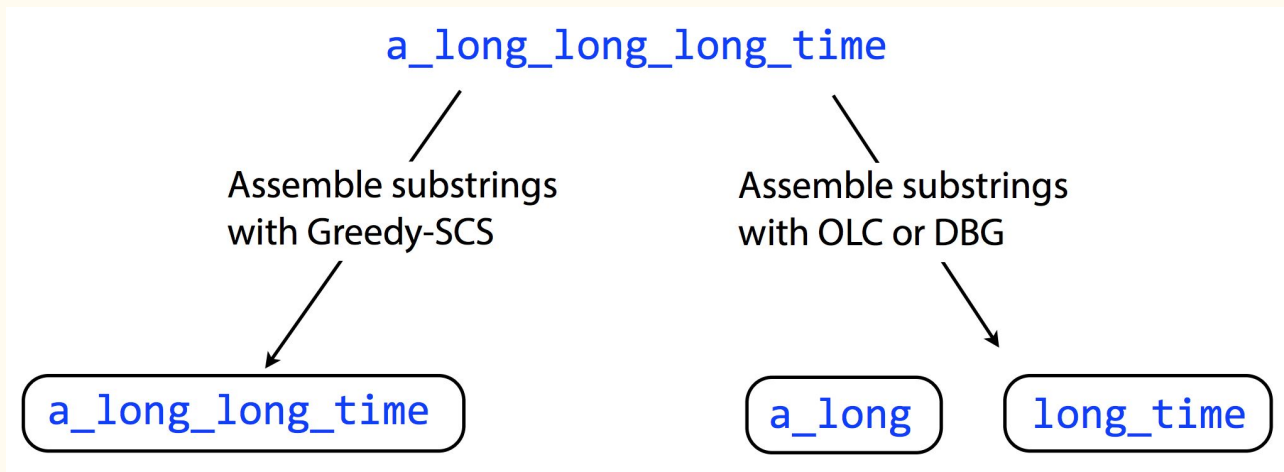 a_long_long_long_time
Assemble substrings
with Greedy-SCS
Assemble substrings
with OLC or DBG
a_long_long_time
a_long
long_time